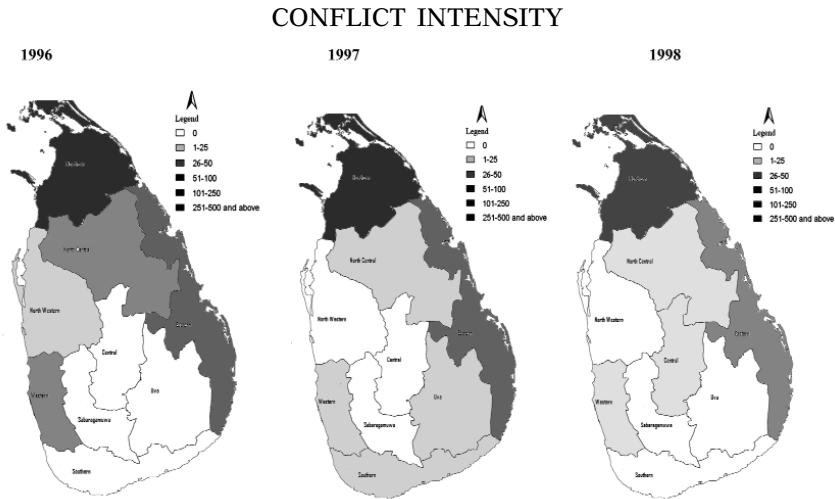 CONFLICT INTENSITY
1996
Legend
0
1-25
26-50
51-100
101-250
251-500 and above
Northern
North Central
North Western
Eastern
Central
Western
Uva
Sabaragamuwa
Southern
1997
Legend
0
1-25
26-50
51-100
101-250
251-500 and above
Northern
North Central
North Western
Eastern
Central
Uva
Western
Sabaragamuwa
Southern
1998
Legend
0
1-25
26-50
51-100
101-250
251-500 and above
Northern
North Central
North Western
Eastern
Central
Uva
Western
Sabaragamuwa
Southern